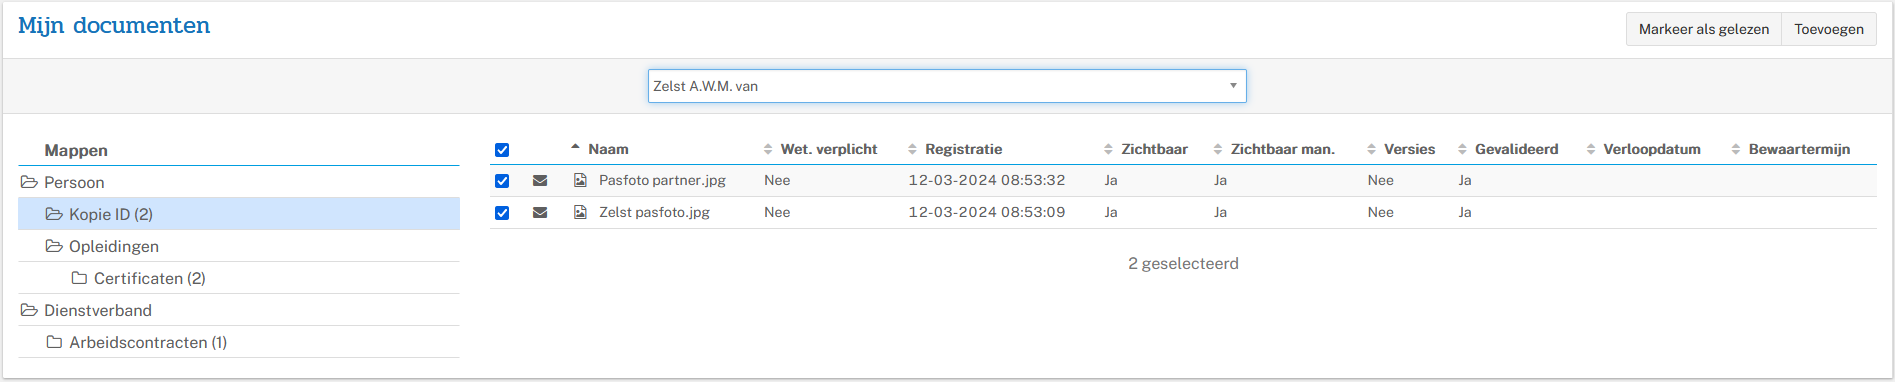 Mijn documenten
Markeer als gelezen Toevoegen
Zelst A.W.M. van
Mappen
Persoon
Kopie ID (2)
Opleidingen
Certificaten (2)
Dienstverband
Arbeidscontracten (1)
Naam Wet. verplicht Registratie Zichtbaar Zichtbaar man. Versies Gevalideerd Verloopdatum Bewaartermijn
Pasfoto partner.jpg Nee 12-03-2024 08:53:32 Ja Ja Nee Ja
Zelst pasfoto.jpg Nee 12-03-2024 08:53:09 Ja Ja Nee Ja
2 geselecteerd